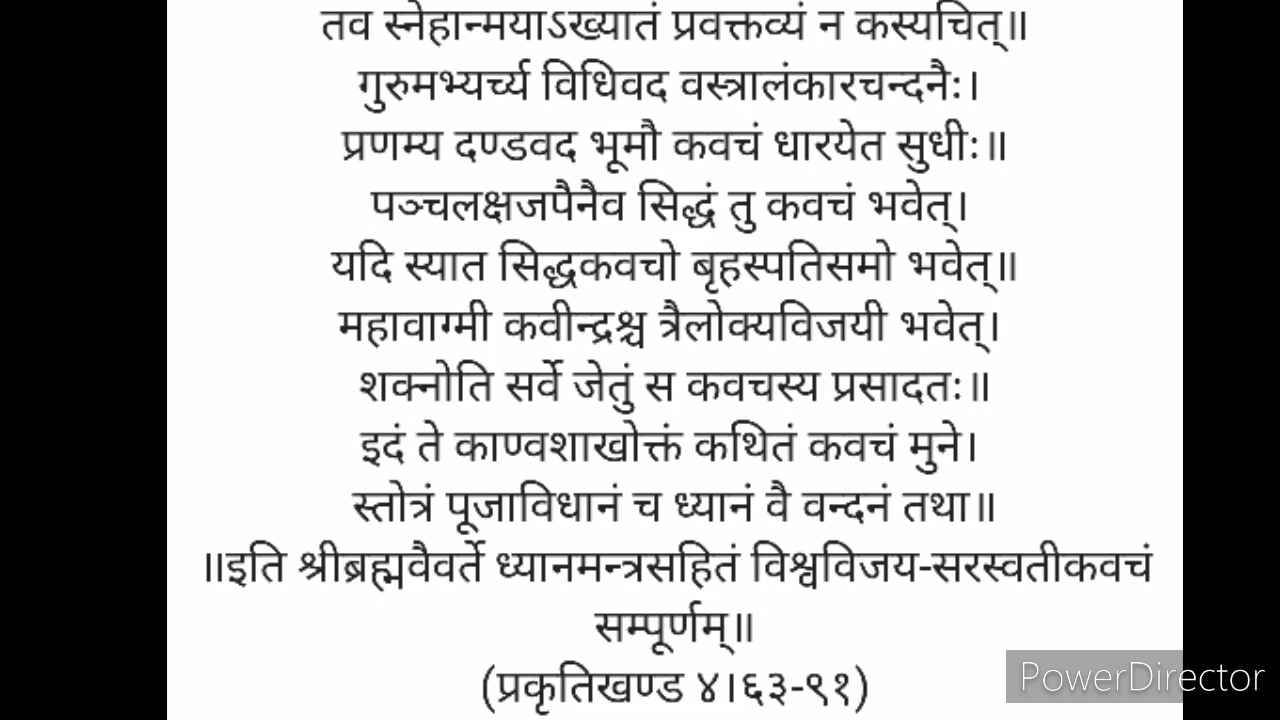 तव स्नेहान्मयाऽख्यातं प्रवक्तव्यं न कस्यचित्॥
गुरुमभ्यर्च्य विधिवद वस्त्रालंकारचन्दनैः।
प्रणम्य दण्डवद भूमौ कवचं धारयेत सुधीः॥
पञ्चलक्षजपैनैव सिद्धं तु कवचं भवेत्।
यदि स्यात सिद्धकवचो बृहस्पतिसमो भवेत्॥
महावाग्मी कवीन्द्रश्च त्रैलोक्यविजयी भवेत्।
शक्नोति सर्वे जेतुं स कवचस्य प्रसादतः॥
इदं ते काण्वशाखोक्तं कथितं कवचं मुने।
स्तोत्रं पूजाविधानं च ध्यानं वै वन्दनं तथा॥
॥इति श्रीब्रह्मवैवर्ते ध्यानमन्त्रसहितं विश्वविजय-सरस्वतीकवचं
सम्पूर्णम्॥
(प्रकृतिखण्ड ४।६३-९१)
PowerDirector